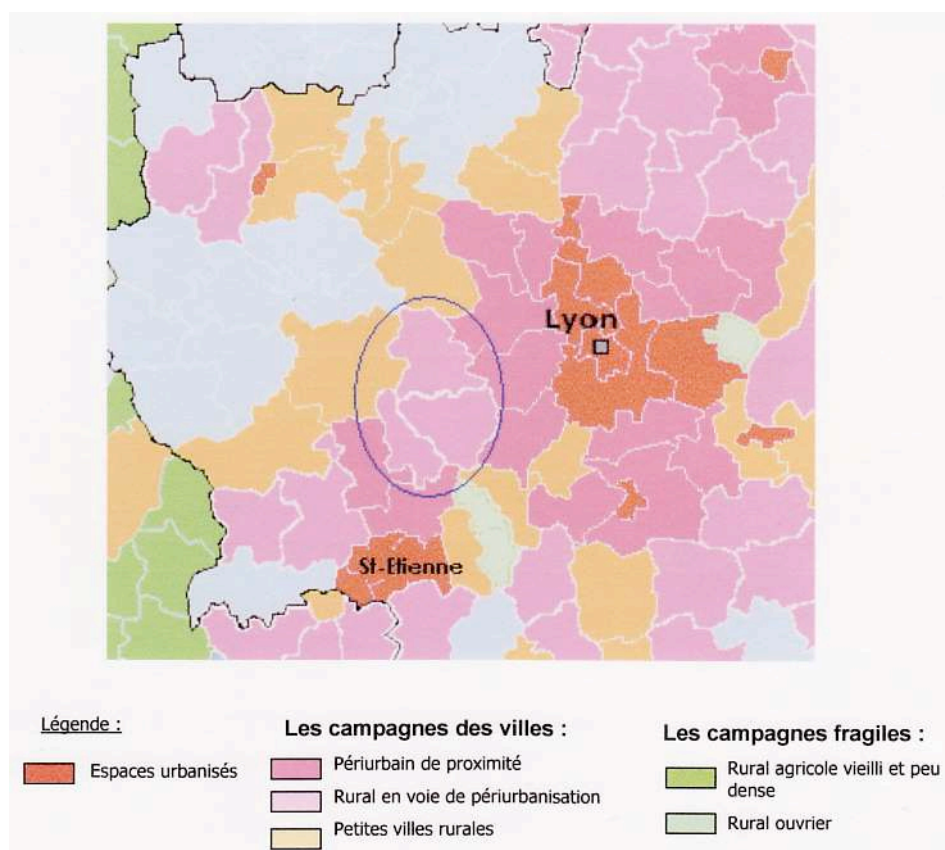 Lyon
St-Etienne
Légende :
Espaces urbanisés
Les campagnes des villes :
Périurbain de proximité
Rural en voie de périurbanisation
Petites villes rurales
Les campagnes fragiles :
Rural agricole vieilli et peu
dense
Rural ouvrier